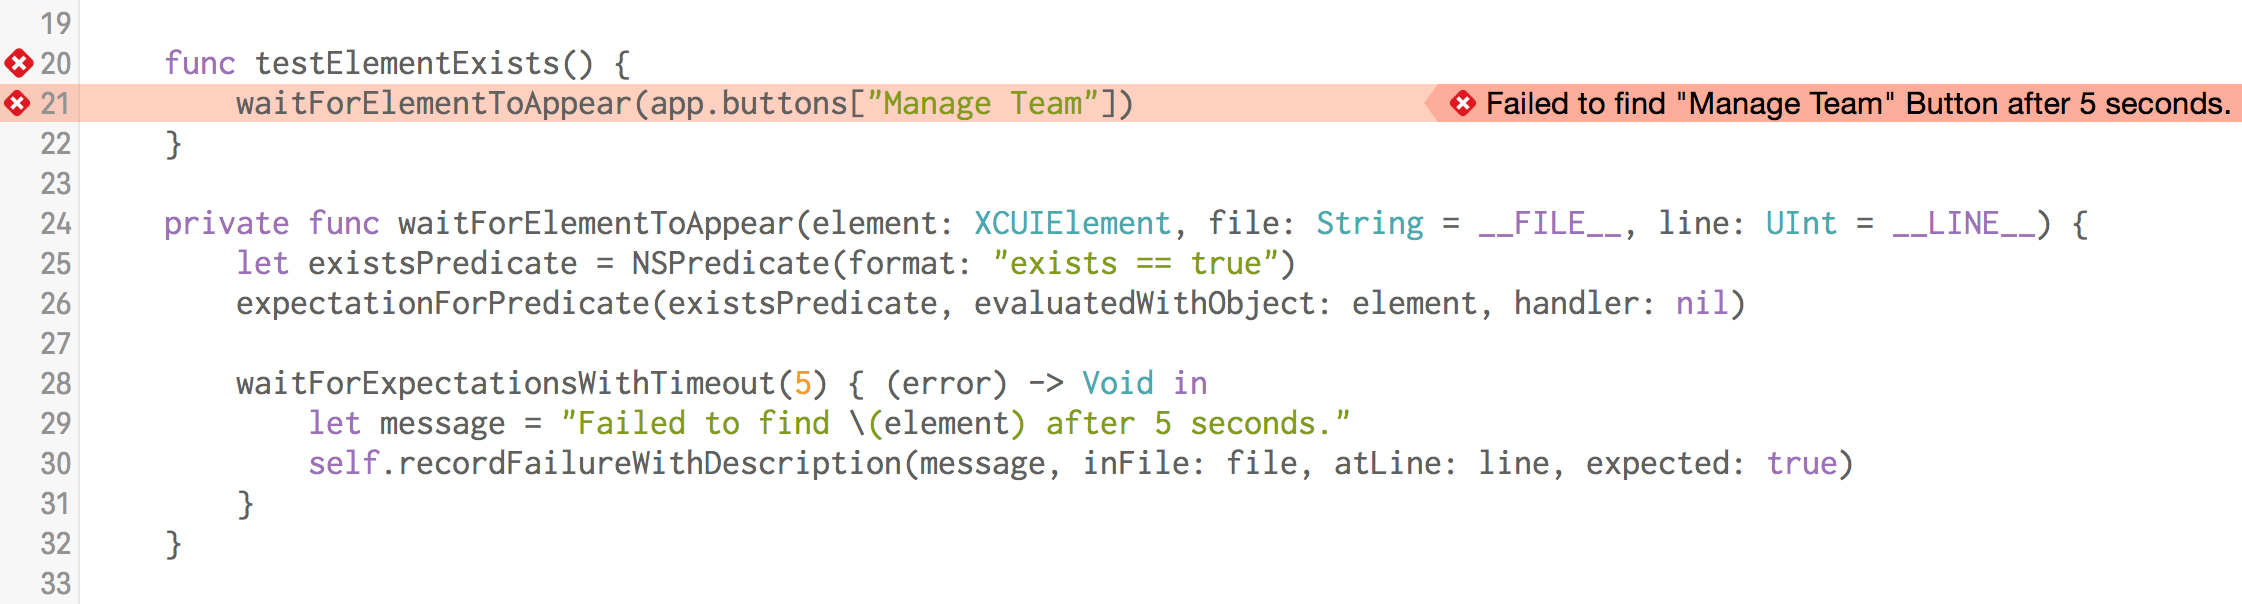 19
20 func testElementExists() {
21 waitForElementToAppear(app.buttons["Manage Team"]) Failed to find "Manage Team" Button after 5 seconds.
22 }
23
24 private func waitForElementToAppear(element: XCUIElement, file: String = __FILE__, line: UInt = __LINE__) {
25 let existsPredicate = NSPredicate(format: "exists == true")
26 expectationForPredicate(existsPredicate, evaluatedWithObject: element, handler: nil)
27
28 waitForExpectationsWithTimeout(5) { (error) -> Void in
29 let message = "Failed to find \(element) after 5 seconds."
30 self.recordFailureWithDescription(message, inFile: file, atLine: line, expected: true)
31 }
32 }
33